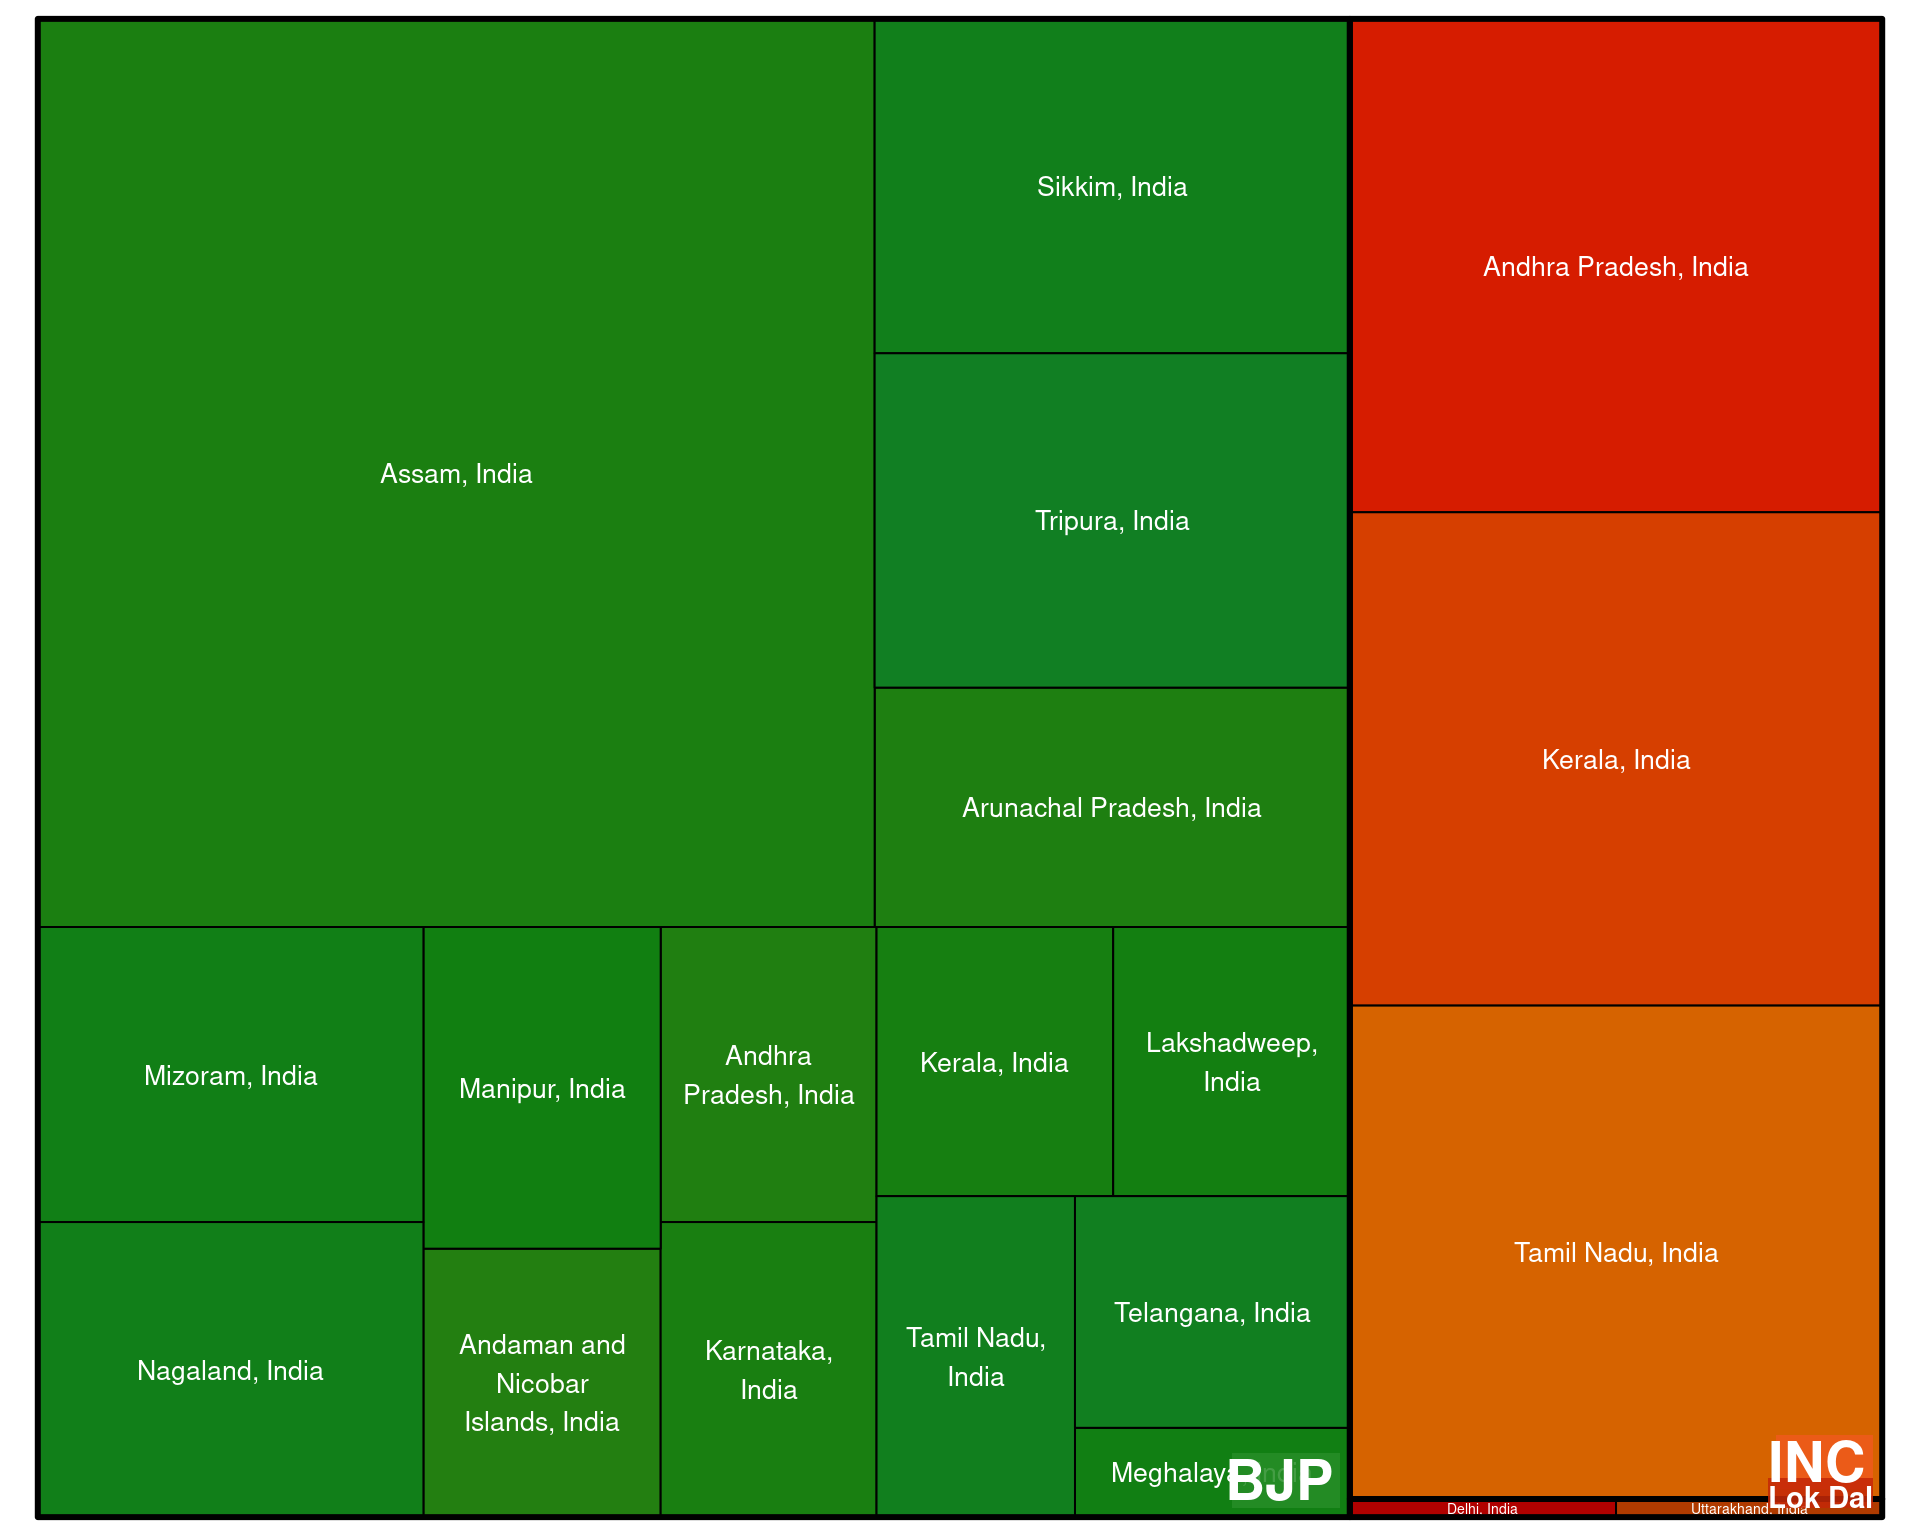 Assam, India
Sikkim, India
Tripura, India
Arunachal Pradesh, India
Mizoram, India
Nagaland, India
Manipur, India
Andaman and
Nicobar
Islands, India
Andhra
Pradesh, India
Karnataka,
India
Kerala, India
Lakshadweep,
India
Tamil Nadu,
India
Telangana, India
Meghalaya, India
BJP
Andhra Pradesh, India
Kerala, India
Tamil Nadu, India
INC
Delhi, India
Uttarakhand, India
Lok Dal